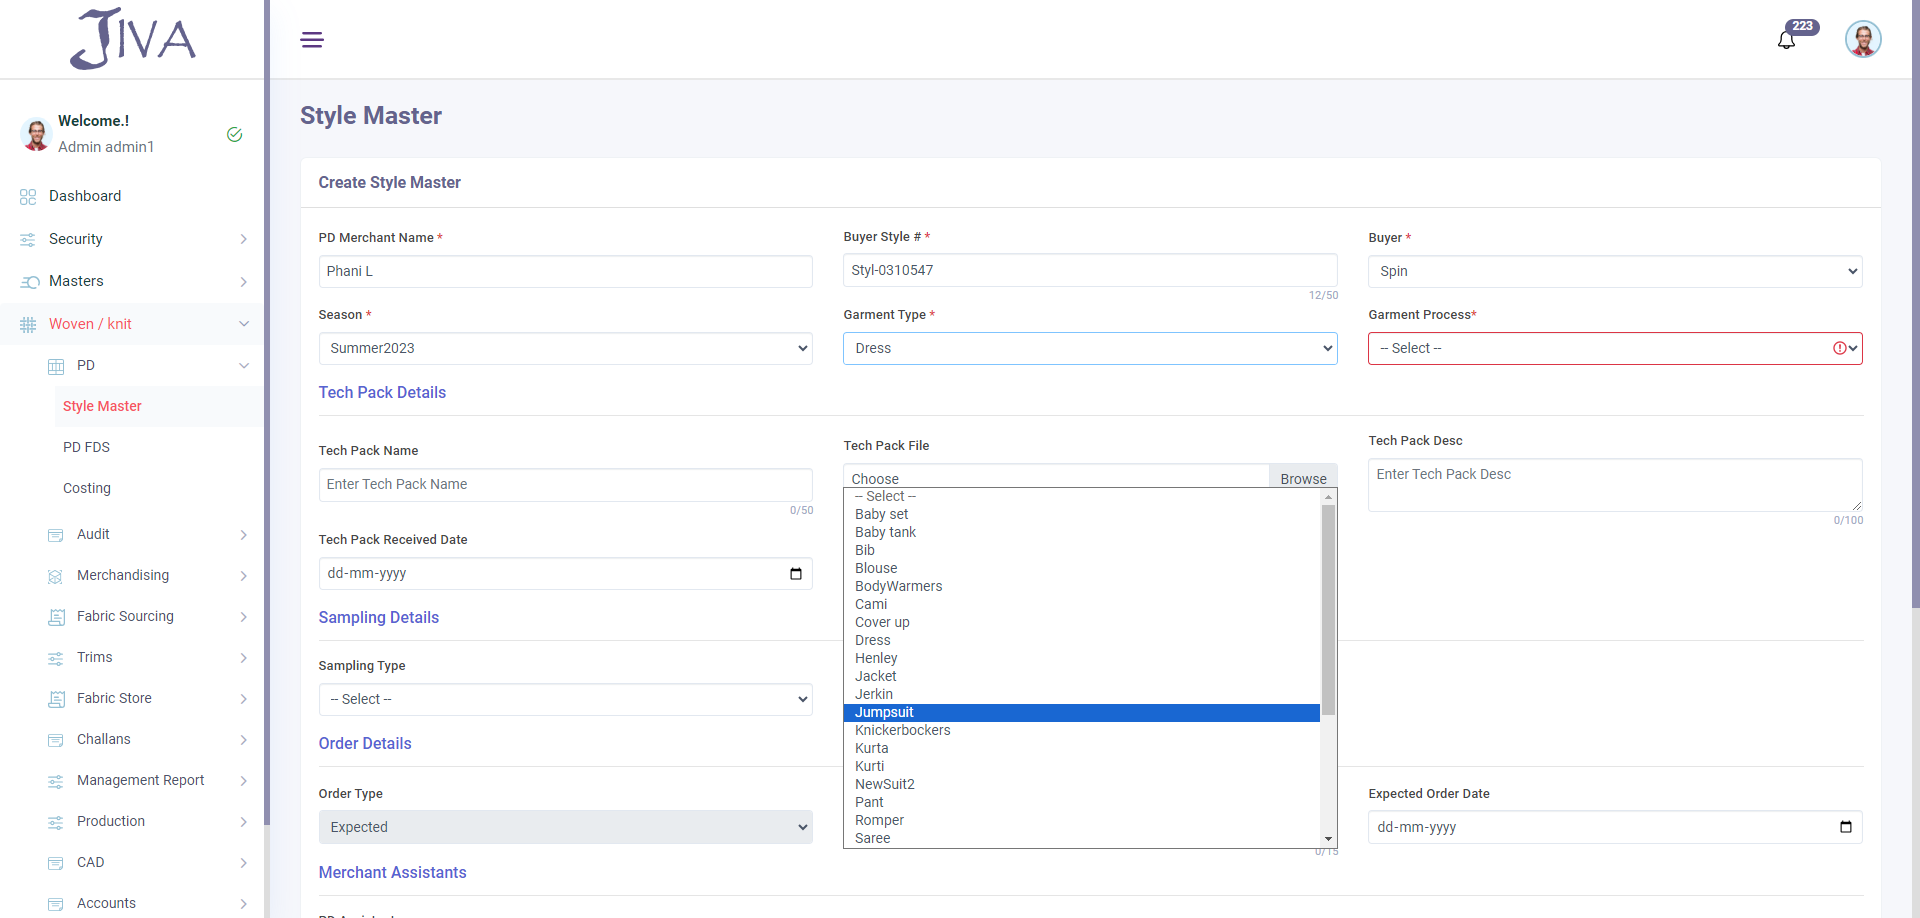 JIVA
223
Welcome.!
Admin admin1
Dashboard
Security
Masters
Woven / knit
PD
Style Master
PD FDS
Costing
Audit
Merchandising
Fabric Sourcing
Trims
Fabric Store
Challans
Management Report
Production
CAD
Accounts
Style Master
Create Style Master
PD Merchant Name *
Phani L
Buyer Style # *
Styl-0310547
12/50
Buyer *
Spin
Season *
Summer2023
Garment Type *
Dress
Garment Process*
-- Select --
Tech Pack Details
Tech Pack Name
Enter Tech Pack Name
0/50
Tech Pack File
Choose
Browse
Tech Pack Desc
Enter Tech Pack Desc
0/100
-- Select --
Baby set
Baby tank
Bib
Blouse
BodyWarmers
Cami
Cover up
Dress
Henley
Jacket
Jerkin
Jumpsuit
Knickerbockers
Kurta
Kurti
NewSuit2
Pant
Romper
Saree
Tech Pack Received Date
dd-mm-yyyy
Sampling Details
Sampling Type
-- Select --
Order Details
Order Type
Expected
0/15
Expected Order Date
dd-mm-yyyy
Merchant Assistants